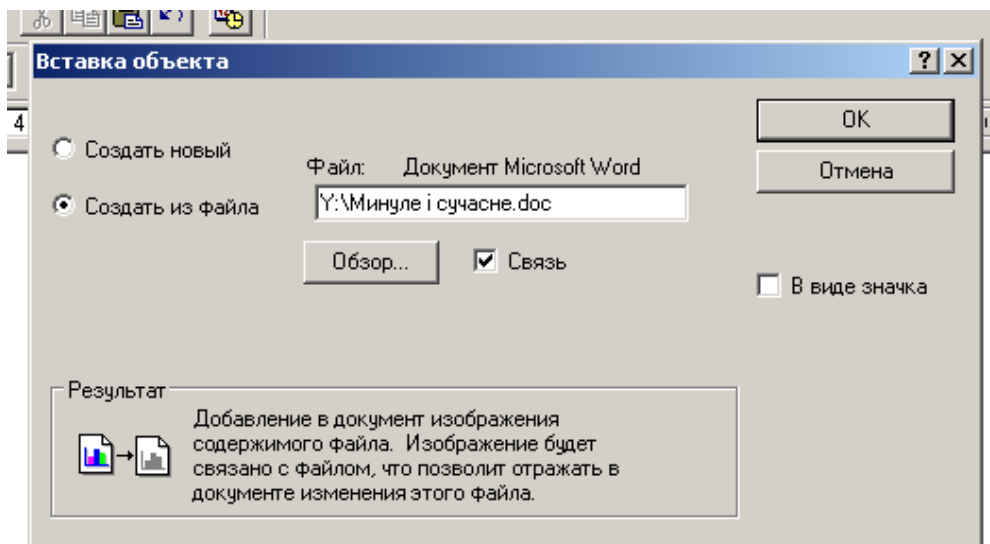 Вставка объекта
4
OK
Создать новый
Файл: Документ Microsoft Word
Отмена
Создать из файла
Y:\Минуле і сучасне.doc
Обзор...
Связь
В виде значка
Результат
Добавление в документ изображения
содержимого файла. Изображение будет
связано с файлом, что позволит отражать в
документе изменения этого файла.